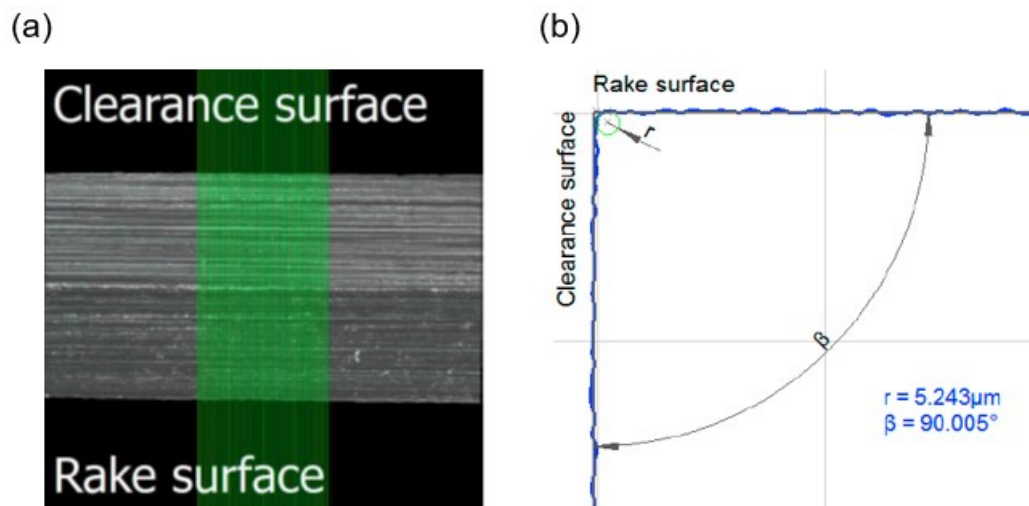 (a)
Clearance surface
Rake surface
(b)
Rake surface
Clearance surface
r
β
r = 5.243µm
β = 90.005°